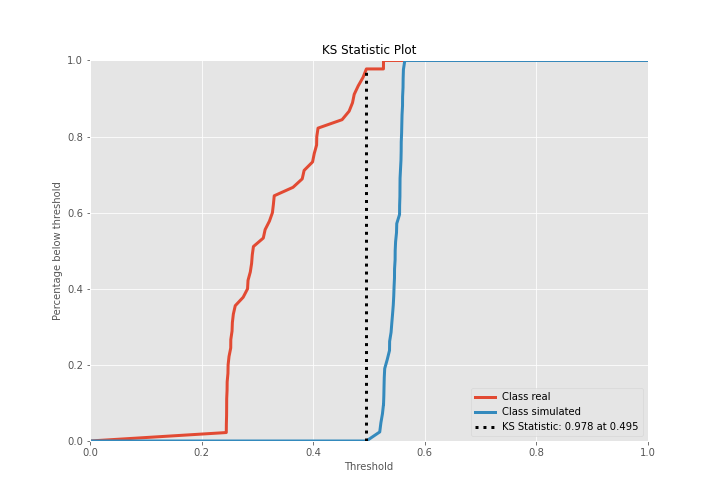 KS Statistic Plot
1.0
0.8
0.6
0.4
0.2
0.0
Percentage below threshold
0.0 0.2 0.4 0.6 0.8 1.0
Threshold
Class real
Class simulated
KS Statistic: 0.978 at 0.495